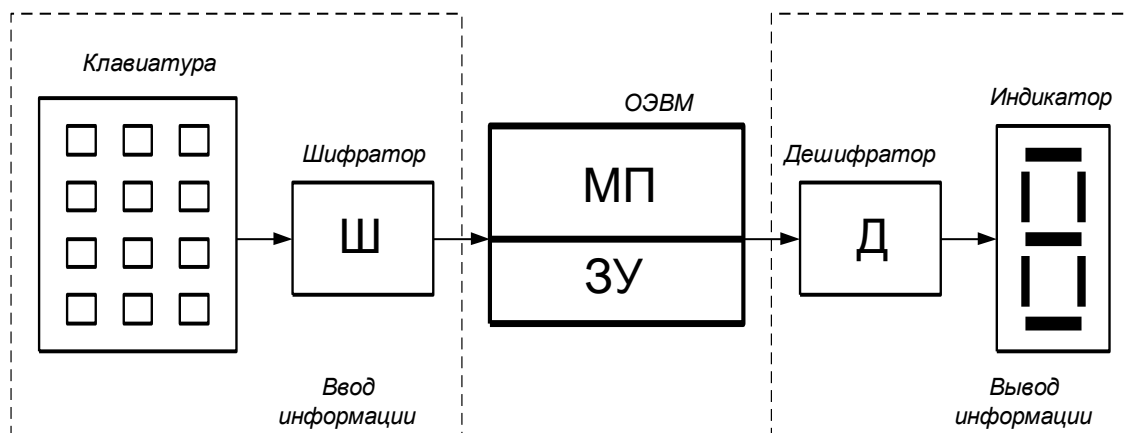 Клавиатура
Шифратор
ОЭВМ
Дешифратор
Индикатор
Ш
МП
ЗУ
Д
Ввод
информации
Вывод
информации